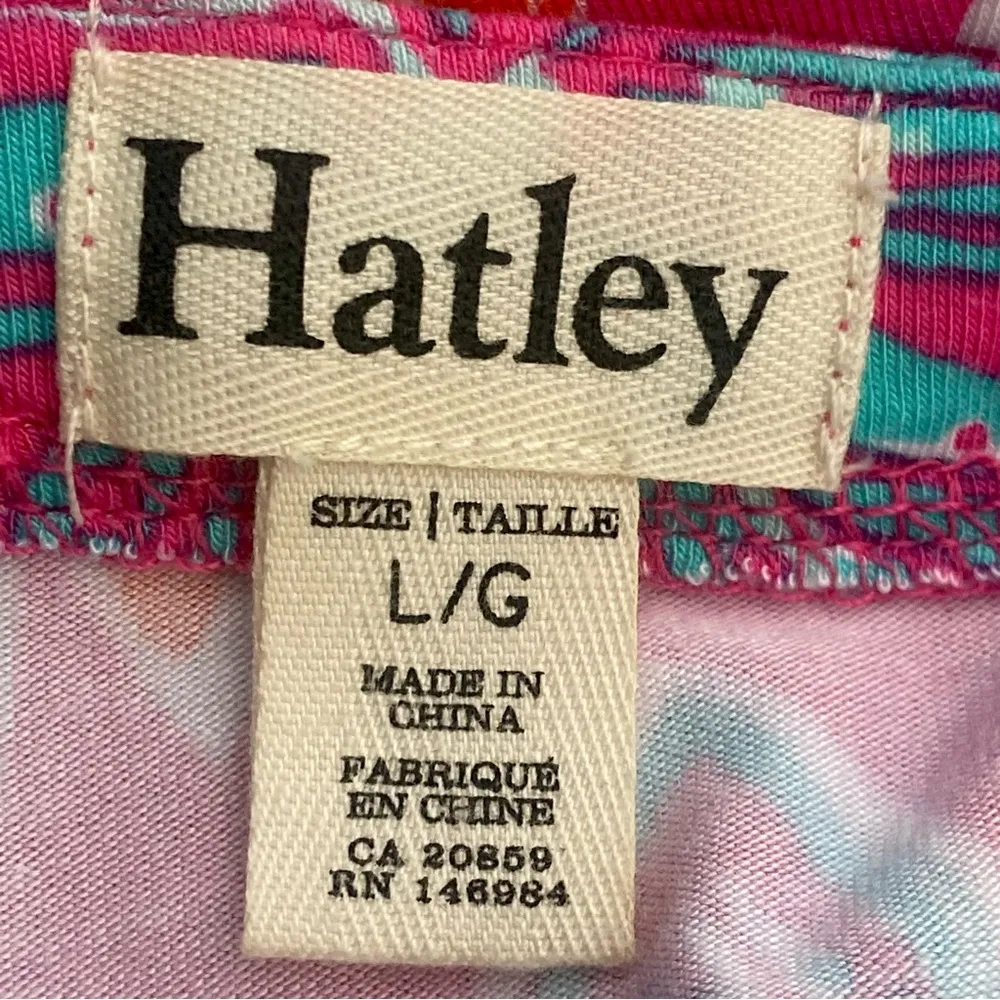 Hatley
SIZE | TAILLE
L/G
MADE IN
CHINA
FABRIQUÉ
EN CHINE
CA 20859
RN 146984